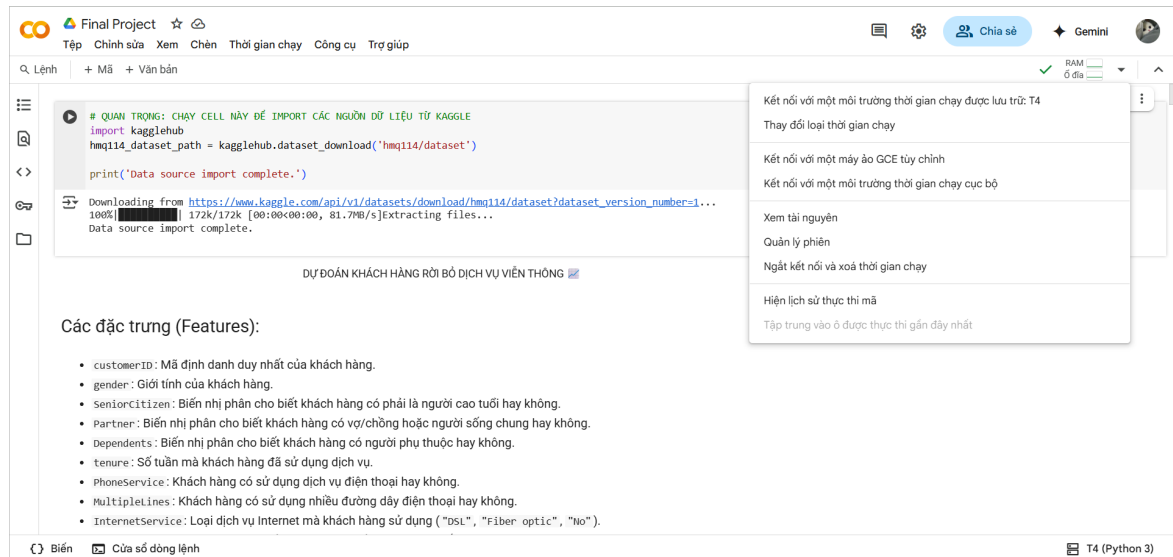 CO
Final Project
Tệp Chỉnh sửa Xem Chèn Thời gian chạy Công cụ Trợ giúp
Chia sẻ
Gemini
Lệnh + Mã + Văn bản
RAM
Ổ đĩa
# QUAN TRỌNG: CHẠY CELL NÀY ĐỂ IMPORT CÁC NGUỒN DỮ LIỆU TỪ KAGGLE
import kagglehub
hmq114_dataset_path = kagglehub.dataset_download('hmq114/dataset')
print('Data source import complete.')
Downloading from https://www.kaggle.com/api/v1/datasets/download/hmq114/dataset?dataset_version_number=1...
100%|██████████| 172k/172k [00:00<00:00, 81.7MB/s]Extracting files...
Data source import complete.
Kết nối với một môi trường thời gian chạy được lưu trữ: T4
Thay đổi loại thời gian chạy
Kết nối với một máy ảo GCE tùy chỉnh
Kết nối với một môi trường thời gian chạy cục bộ
Xem tài nguyên
Quản lý phiên
Ngắt kết nối và xoá thời gian chạy
Hiện lịch sử thực thi mã
Tập trung vào ô được thực thi gần đây nhất
DỰ ĐOÁN KHÁCH HÀNG RỜI BỎ DỊCH VỤ VIỄN THÔNG 📈
Các đặc trưng (Features):
• customerID: Mã định danh duy nhất của khách hàng.
• gender: Giới tính của khách hàng.
• SeniorCitizen: Biến nhị phân cho biết khách hàng có phải là người cao tuổi hay không.
• Partner: Biến nhị phân cho biết khách hàng có vợ/chồng hoặc người sống chung hay không.
• Dependents: Biến nhị phân cho biết khách hàng có người phụ thuộc hay không.
• tenure: Số tuần mà khách hàng đã sử dụng dịch vụ.
• PhoneService: Khách hàng có sử dụng dịch vụ điện thoại hay không.
• MultipleLines: Khách hàng có sử dụng nhiều đường dây điện thoại hay không.
• InternetService: Loại dịch vụ Internet mà khách hàng sử dụng ("DSL", "Fiber optic", "No").
Biến Cửa sổ dòng lệnh
T4 (Python 3)